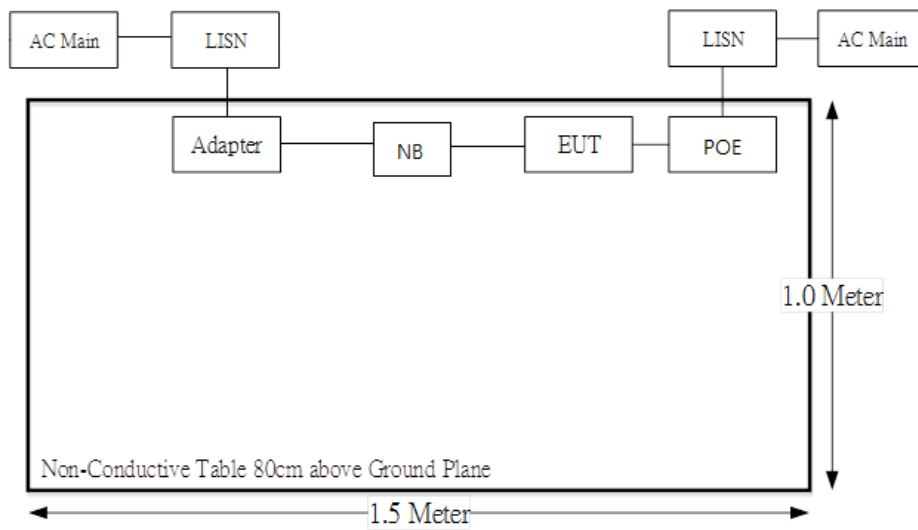 AC Main
LISN
LISN
AC Main
Adapter
NB
EUT
POE
1.0 Meter
Non-Conductive Table 80cm above Ground Plane
1.5 Meter